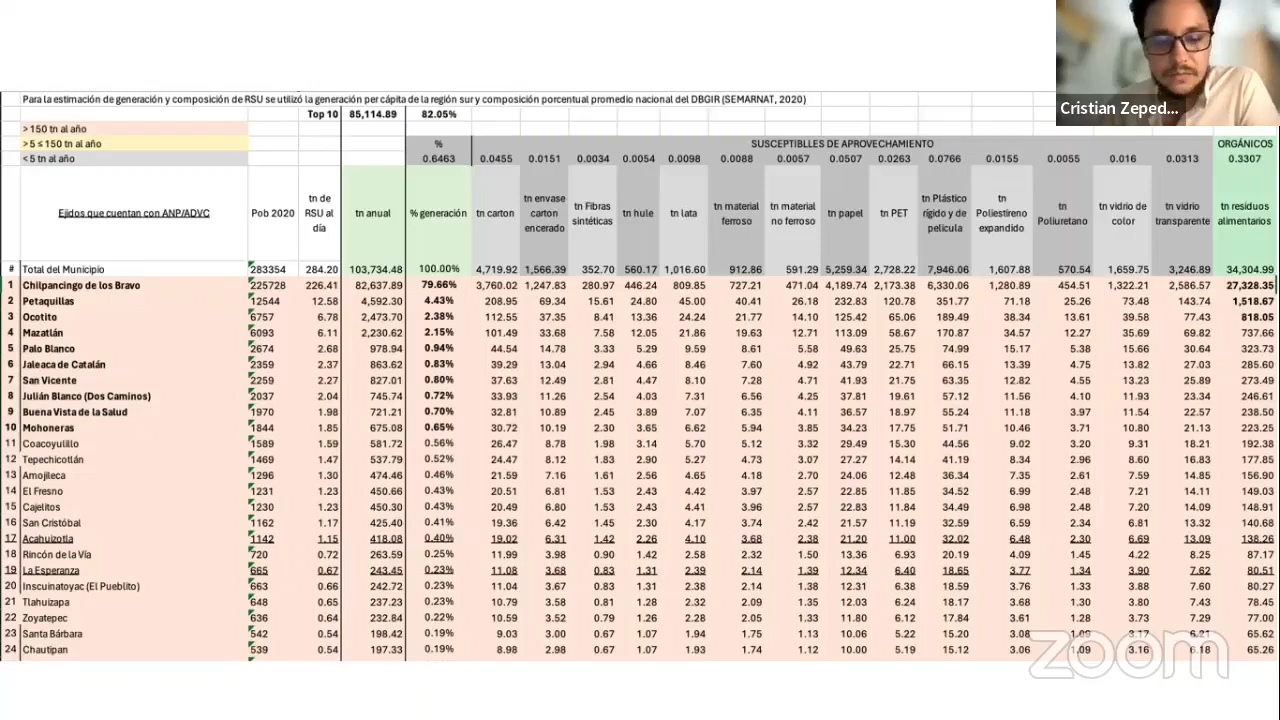 Cristian Zeped...
Para la estimación de generación y composición de RSU se utilizó la generación per cápita de la región sur y composición porcentual promedio nacional del DBGIR (SEMARNAT, 2020)
Top 10 85,114.89 82.05%
> 150 tn al año
> 5 ≤ 150 tn al año % SUSCEPTIBLLES DE APROVECHAMIENTO ORGÁNICOS
< 5 tn al año 0.6463 0.0455 0.0151 0.0034 0.0054 0.0098 0.0088 0.0057 0.0507 0.0263 0.0766 0.0155 0.0055 0.016 0.0313 0.3307
Ejidos que cuentan con ANP/ADVC Pob 2020 tn de RSU al día tn anual % generación tn carton tn envase carton encerado tn Fibras sintéticas tn hule tn lata tn material ferroso tn material no ferroso tn papel tn PET tn Plástico rígido y de pelicula tn Poliestireno expandido tn Poliuretano tn vidrio de color tn vidrio transparente tn residuos alimentarios
# Total del Municipio 283354 284.20 103,734.48 100.00% 4,719.92 1,566.39 352.70 560.17 1,016.60 912.86 591.29 5,259.34 2,728.22 7,946.06 1,607.88 570.54 1,659.75 3,246.89 34,304.99
1 Chilpancingo de los Bravo 225728 226.41 82,637.89 79.66% 3,760.02 1,247.83 280.97 446.24 809.85 727.21 471.04 4,189.74 2,173.38 6,330.06 1,280.89 454.51 1,322.21 2,586.57 27,328.35
2 Petaquillas 12544 12.58 4,592.30 4.43% 208.95 69.34 15.61 24.80 45.00 40.41 26.18 232.83 120.78 351.77 71.18 25.26 73.48 143.74 1,518.67
3 Ocotito 6757 6.78 2,473.70 2.38% 112.55 37.35 8.41 13.36 24.24 21.77 14.10 125.42 65.06 189.49 38.34 13.61 39.58 77.43 818.05
4 Mazatlán 6093 6.11 2,230.62 2.15% 101.49 33.68 7.58 12.05 21.86 19.63 12.71 113.09 58.67 170.87 34.57 12.27 35.69 69.82 737.66
5 Palo Blanco 2674 2.68 978.94 0.94% 44.54 14.78 3.33 5.29 9.59 8.61 5.58 49.63 25.75 74.99 15.17 5.38 15.66 30.64 323.73
6 Jaleaca de Catalán 2359 2.37 863.62 0.83% 39.29 13.04 2.94 4.66 8.46 7.60 4.92 43.79 22.71 66.15 13.39 4.75 13.82 27.03 285.60
7 San Vicente 2259 2.27 827.01 0.80% 37.63 12.49 2.81 4.47 8.10 7.28 4.71 41.93 21.75 63.35 12.82 4.55 13.23 25.89 273.49
8 Julián Blanco (Dos Caminos) 2037 2.04 745.74 0.72% 33.93 11.26 2.54 4.03 7.31 6.56 4.25 37.81 19.61 57.12 11.56 4.10 11.93 23.34 246.61
9 Buena Vista de la Salud 1970 1.98 721.21 0.70% 32.81 10.89 2.45 3.89 7.07 6.35 4.11 36.57 18.97 55.24 11.18 3.97 11.54 22.57 238.50
10 Mohoneras 1844 1.85 675.08 0.65% 30.72 10.19 2.30 3.65 6.62 5.94 3.85 34.23 17.75 51.71 10.46 3.71 10.80 21.13 223.25
11 Coacoyulillo 1589 1.59 581.72 0.56% 26.47 8.78 1.98 3.14 5.70 5.12 3.32 29.49 15.30 44.56 9.02 3.20 9.31 18.21 192.38
12 Tepechicotlán 1469 1.47 537.79 0.52% 24.47 8.12 1.83 2.90 5.27 4.73 3.07 27.27 14.14 41.19 8.34 2.96 8.60 16.83 177.85
13 Amojileca 1296 1.30 474.46 0.46% 21.59 7.16 1.61 2.56 4.65 4.18 2.70 24.06 12.48 36.34 7.35 2.61 7.59 14.85 156.90
14 El Fresno 1231 1.23 450.66 0.43% 20.51 6.81 1.53 2.43 4.42 3.97 2.57 22.85 11.85 34.52 6.99 2.48 7.21 14.11 149.03
15 Cajelitos 1230 1.23 450.30 0.43% 20.49 6.80 1.53 2.43 4.41 3.96 2.57 22.83 11.84 34.49 6.98 2.48 7.20 14.09 148.91
16 San Cristóbal 1162 1.17 425.40 0.41% 19.36 6.42 1.45 2.30 4.17 3.74 2.42 21.57 11.19 32.59 6.59 2.34 6.81 13.32 140.68
17 Acahuizotla 1142 1.15 418.08 0.40% 19.02 6.31 1.42 2.26 4.10 3.68 2.38 21.20 11.00 32.02 6.48 2.30 6.69 13.09 138.26
18 Rincón de la Vía 720 0.72 263.59 0.25% 11.99 3.98 0.90 1.42 2.58 2.32 1.50 13.36 6.93 20.19 4.09 1.45 4.22 8.25 87.17
19 La Esperanza 665 0.67 243.45 0.23% 11.08 3.68 0.83 1.31 2.39 2.14 1.39 12.34 6.40 18.65 3.77 1.34 3.90 7.62 80.51
20 Inscuinatoyac (El Pueblito) 663 0.66 242.72 0.23% 11.04 3.67 0.83 1.31 2.38 2.14 1.38 12.31 6.38 18.59 3.76 1.33 3.88 7.60 80.27
21 Tlahuizapa 648 0.65 237.23 0.23% 10.79 3.58 0.81 1.28 2.32 2.09 1.35 12.03 6.24 18.17 3.68 1.30 3.80 7.43 78.45
22 Zoyatepec 636 0.64 232.84 0.22% 10.59 3.52 0.79 1.26 2.28 2.05 1.33 11.80 6.12 17.84 3.61 1.28 3.73 7.29 77.00
23 Santa Bárbara 542 0.54 198.42 0.19% 9.03 3.00 0.67 1.07 1.94 1.75 1.13 10.06 5.22 15.20 3.08 1.09 3.17 6.21 65.62
24 Chautipan 539 0.54 197.33 0.19% 8.98 2.98 0.67 1.07 1.93 1.74 1.12 10.00 5.19 15.12 3.06 1.09 3.16 6.18 65.26
zoom